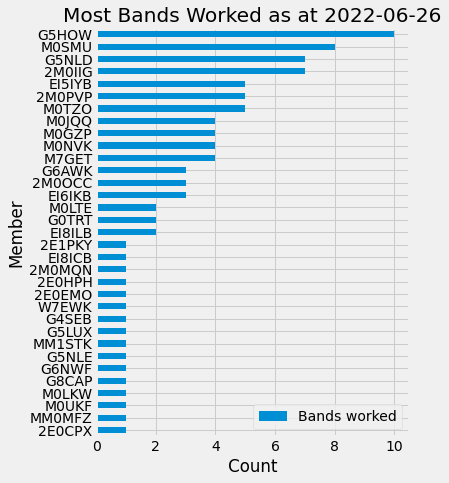 Most Bands Worked as at 2022-06-26
G5HOW
M0SMU
G5NLD
2M0IIG
EI5IYB
2M0PVP
M0TZO
M0JQQ
M0GZP
M0NVK
M7GET
G6AWK
2M0OCC
EI6IKB
M0LTE
G0TRT
EI8ILB
2E1PKY
EI8ICB
2M0MQN
2E0HPH
2E0EMO
W7EWK
G4SEB
G5LUX
MM1STK
G5NLE
G6NWF
G8CAP
M0LKW
M0UKF
MM0MFZ
2E0CPX
Member
Bands worked
0 2 4 6 8 10
Count